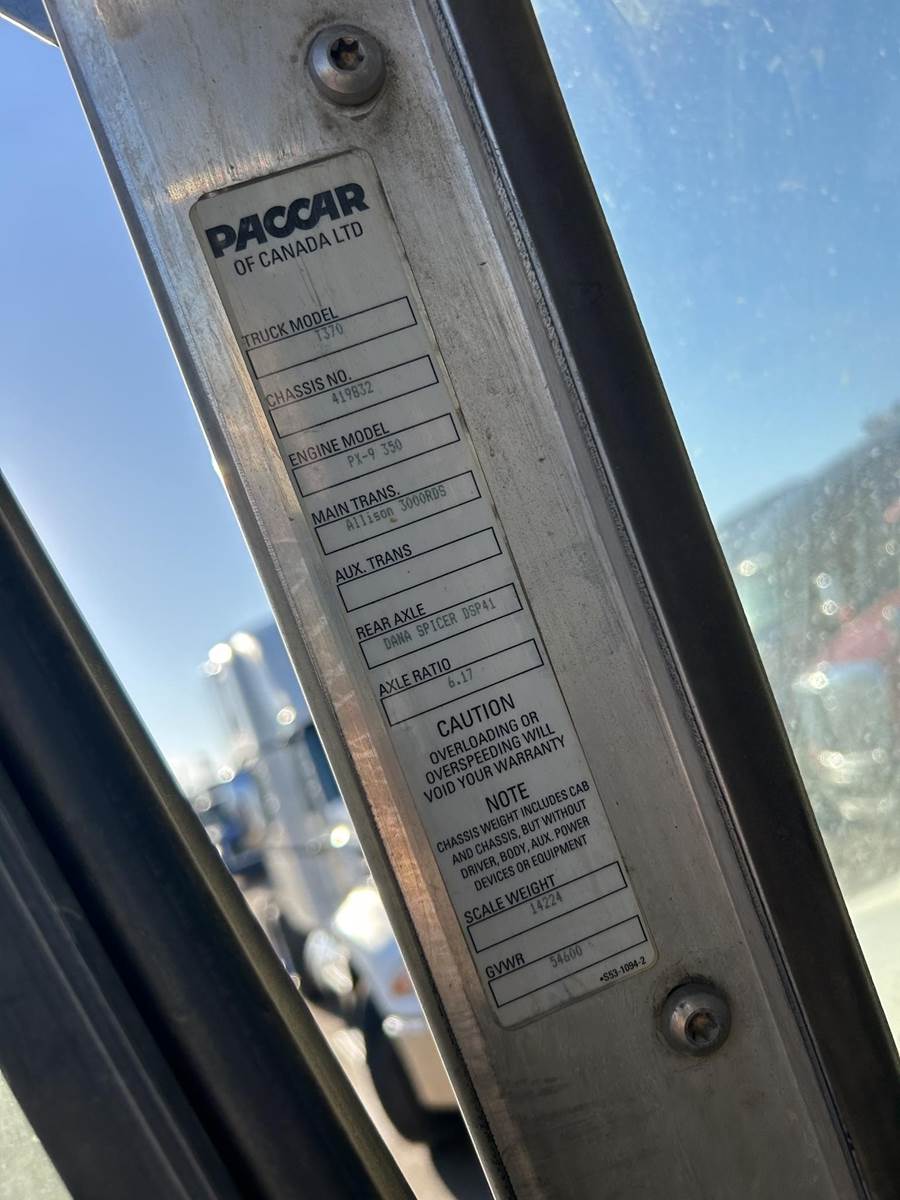 PACCAR
OF CANADA LTD
TRUCK MODEL
T370
CHASSIS NO.
419832
ENGINE MODEL
PX-9 350
MAIN TRANS.
Allison 3000RDS
AUX. TRANS
REAR AXLE
DANA SPICER DSP41
AXLE RATIO
6.17
CAUTION
OVERLOADING OR
OVERSPEEDING WILL
VOID YOUR WARRANTY
NOTE
CHASSIS WEIGHT INCLUDES CAB
AND CHASSIS, BUT WITHOUT
DRIVER, BODY, AUX. POWER
DEVICES OR EQUIPMENT
SCALE WEIGHT
14224
GVWR
54600
•S53-1094-2